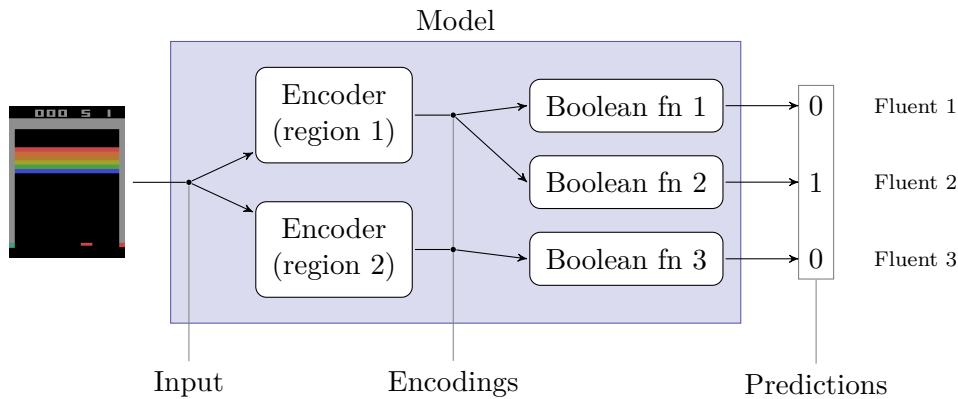 Model
000 5 1
Encoder
(region 1)
Encoder
(region 2)
Boolean fn 1
Boolean fn 2
Boolean fn 3
0
1
0
Fluent 1
Fluent 2
Fluent 3
Input
Encodings
Predictions